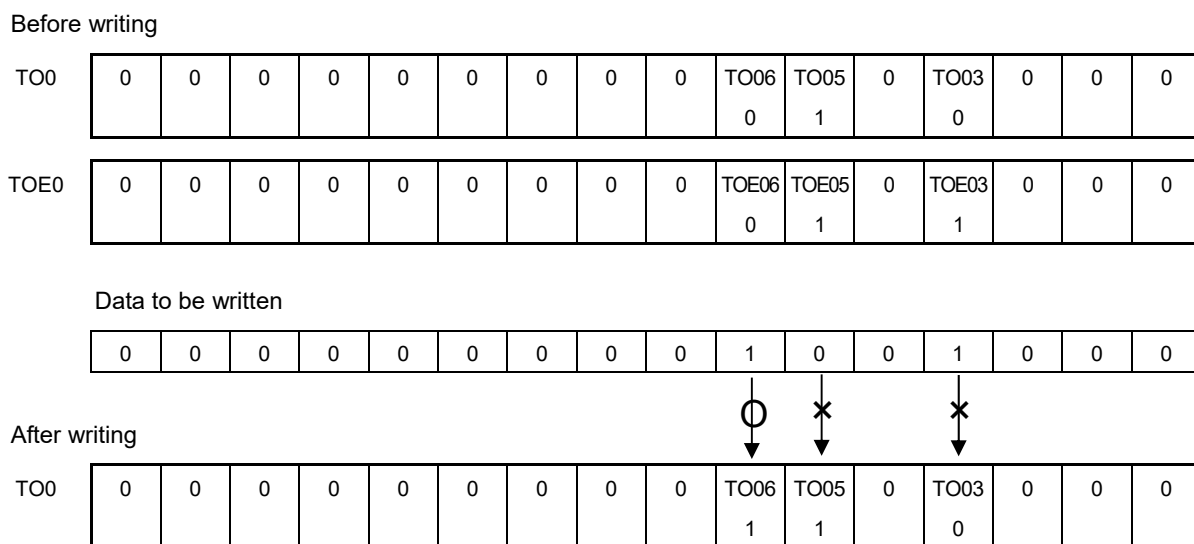 Before writing
TO0 0 0 0 0 0 0 0 0 0 TO06 TO05 0 TO03 0 0 0
0 1 0
TOE0 0 0 0 0 0 0 0 0 0 TOE06 TOE05 0 TOE03 0 0 0
0 1 1
Data to be written
0 0 0 0 0 0 0 0 0 1 0 0 1 0 0 0
O × ×
After writing
TO0 0 0 0 0 0 0 0 0 0 TO06 TO05 0 TO03 0 0 0
1 1 0